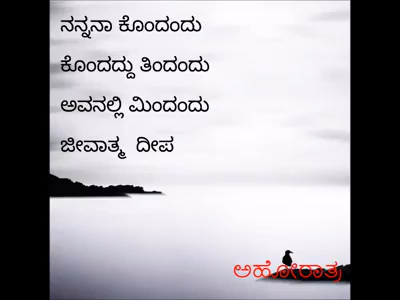 ನನ್ನನಾ ಕೊಂದಂದು
ಕೊಂದದ್ದು ತಿಂದಂದು
ಅವನಲ್ಲಿ ಮಿಂದಂದು
ಜೀವಾತ್ಮ ದೀಪ
ಅಹೋರಾತ್ರ